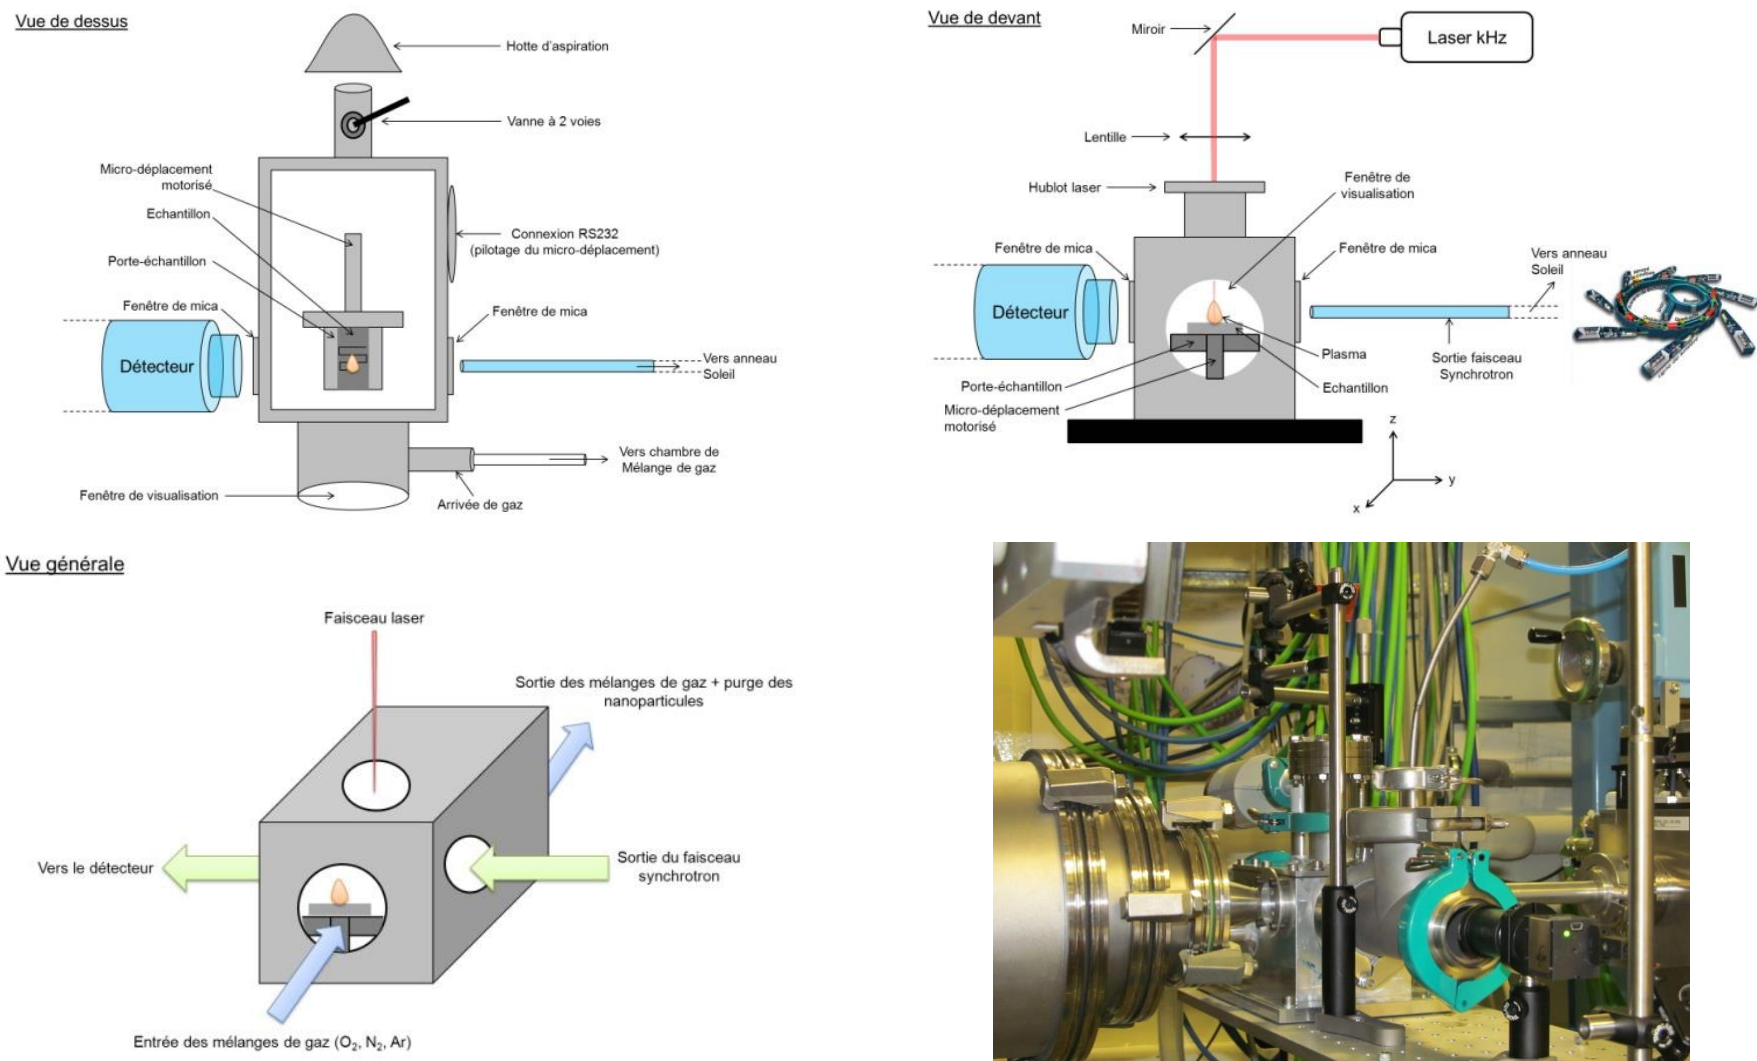 Vue de dessus
Hotte d'aspiration
Vanne à 2 voies
Micro-déplacement
motorisé
Echantillon
Porte-échantillon
Fenêtre de mica
Connexion RS232
(pilotage du micro-déplacement)
Fenêtre de mica
Détecteur
Vers anneau
Soleil
Vers chambre de
Mélange de gaz
Fenêtre de visualisation
Arrivée de gaz
Vue de devant
Miroir
Laser kHz
Lentille
Hublot laser
Fenêtre de
visualisation
Fenêtre de mica
Fenêtre de mica
Vers anneau
Soleil
Détecteur
Plasma
Sortie faisceau
Synchrotron
Porte-échantillon
Echantillon
Micro-déplacement
motorisé
z
y
x
Vue générale
Faisceau laser
Sortie des mélanges de gaz + purge des
nanoparticules
Vers le détecteur
Sortie du faisceau
synchrotron
Entrée des mélanges de gaz (O₂, N₂, Ar)